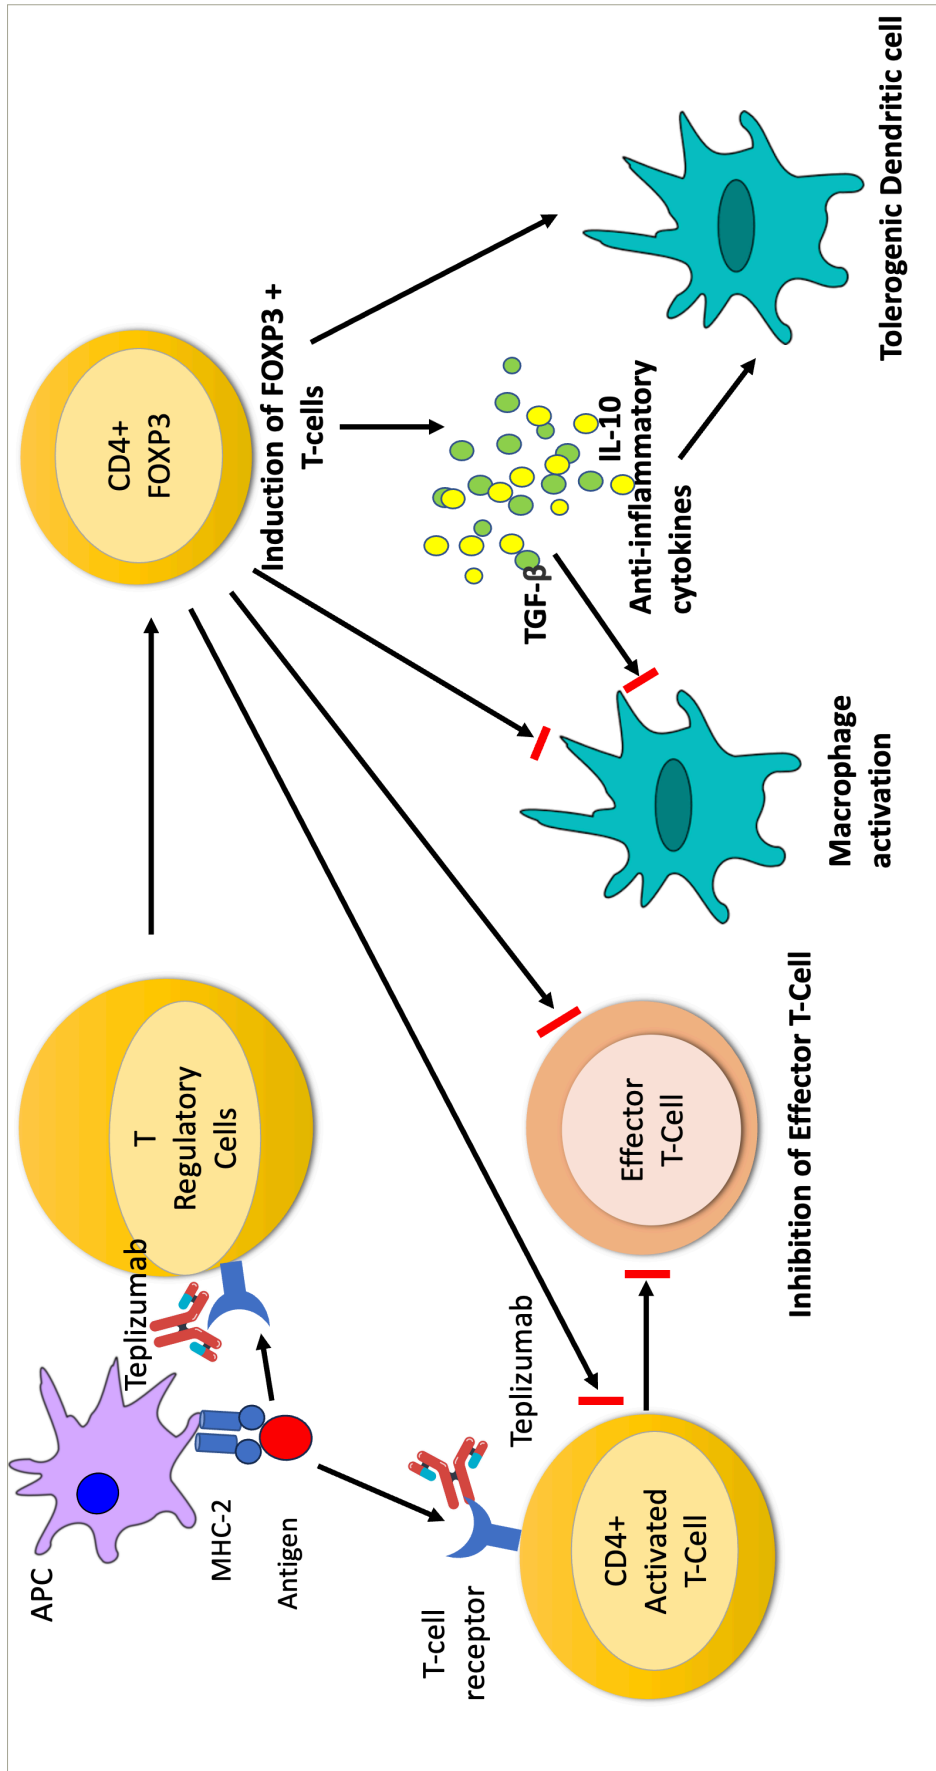 APC
MHC-2
Antigen
Teplizumab
T
Regulatory
Cells
CD4+
FOXP3
Induction of FOXP3 +
T-cells
T-cell
receptor
Teplizumab
CD4+
Activated
T-Cell
Effector
T-Cell
Inhibition of Effector T-Cell
TGF-β
IL-10
Anti-inflammatory
cytokines
Macrophage
activation
Tolerogenic Dendritic cell